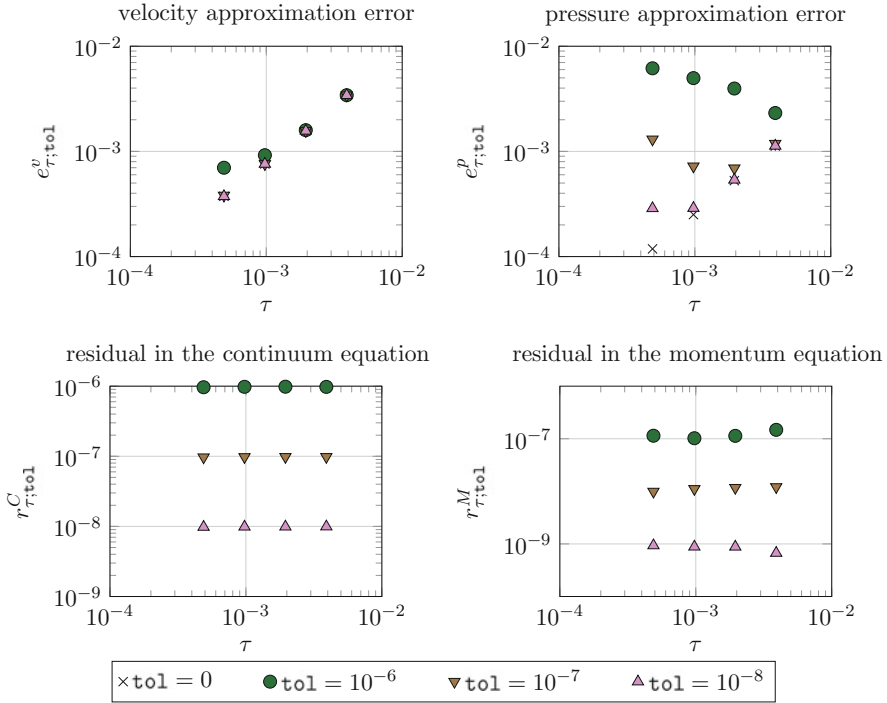 velocity approximation error
pressure approximation error
10⁻²
10⁻³
10⁻⁴
e^v_{τ;tol}
10⁻⁴ 10⁻³ 10⁻²
τ
10⁻²
10⁻³
10⁻⁴
e^p_{τ;tol}
10⁻⁴ 10⁻³ 10⁻²
τ
residual in the continuum equation
residual in the momentum equation
10⁻⁶
10⁻⁷
10⁻⁸
10⁻⁹
r^C_{τ;tol}
10⁻⁴ 10⁻³ 10⁻²
τ
10⁻⁷
10⁻⁹
r^M_{τ;tol}
10⁻⁴ 10⁻³ 10⁻²
τ
tol = 0 tol = 10⁻⁶ tol = 10⁻⁷ tol = 10⁻⁸